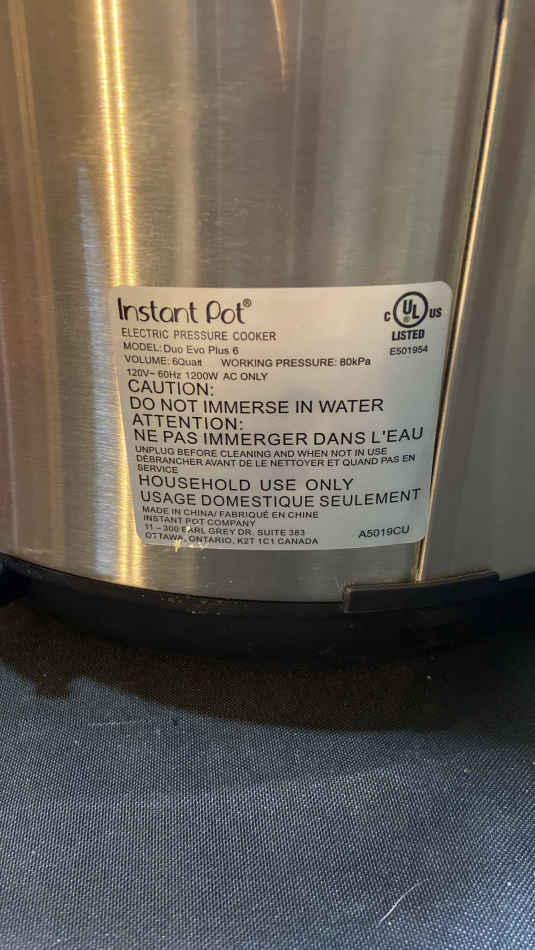 Instant Pot®
ELECTRIC PRESSURE COOKER
MODEL: Duo Evo Plus 6
VOLUME: 6Quart WORKING PRESSURE: 80kPa
120V~ 60Hz 1200W AC ONLY
C UL US
LISTED
E501954
CAUTION:
DO NOT IMMERSE IN WATER
ATTENTION:
NE PAS IMMERGER DANS L'EAU
UNPLUG BEFORE CLEANING AND WHEN NOT IN USE
DÉBRANCHER AVANT DE LE NETTOYER ET QUAND PAS EN
SERVICE
HOUSEHOLD USE ONLY
USAGE DOMESTIQUE SEULEMENT
MADE IN CHINA/ FABRIQUÉ EN CHINE
INSTANT POT COMPANY
11 – 300 EARL GREY DR. SUITE 383
OTTAWA, ONTARIO, K2T 1C1 CANADA
A5019CU